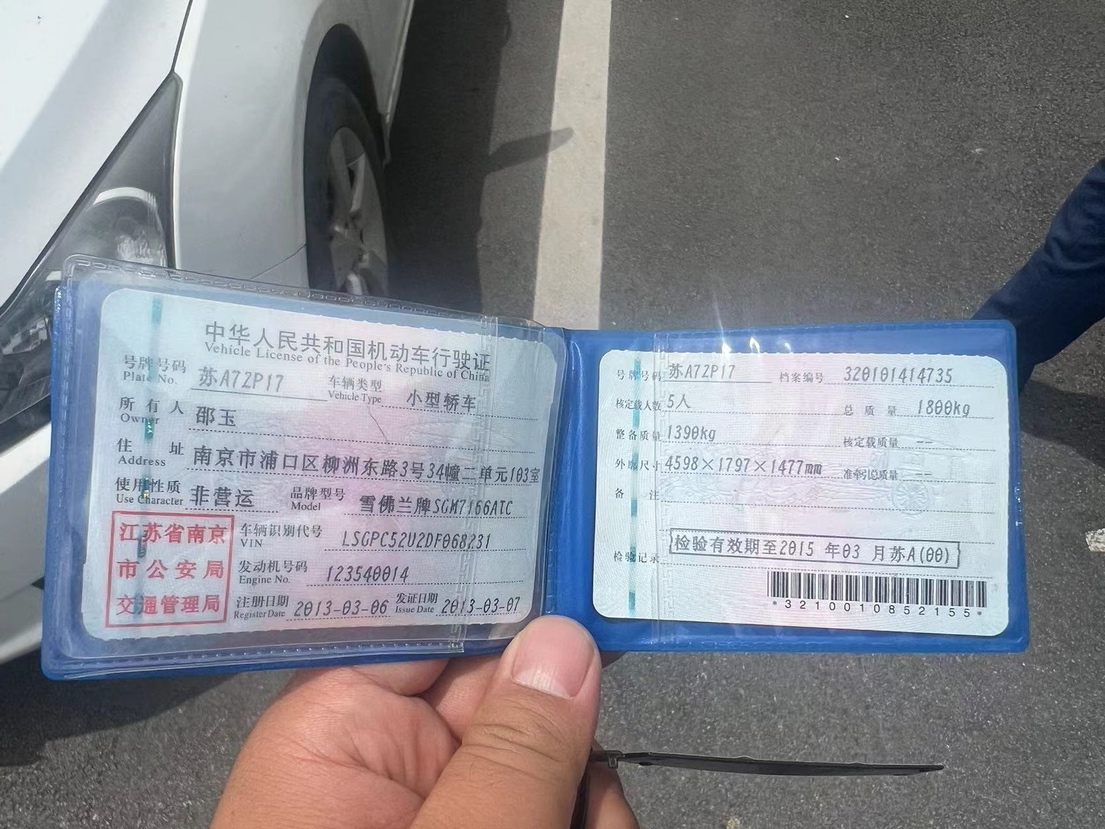 中华人民共和国机动车行驶证
Vehicle License of the People's Republic of China
号牌号码 苏A7ZP17 车辆类型 小型轿车
Plate No. Vehicle Type
所有人 邵玉
Owner
住址 南京市浦口区柳洲东路3号34幢二单元103室
Address
使用性质 非营运 品牌型号 雪佛兰牌SGM7166ATC
Use Character Model
江苏省南京
市公安局
交通管理局
车辆识别代号 LSGPC52U2DF068231
VIN
发动机号码 123540014
Engine No.
注册日期 2013-03-06 发证日期 2013-03-07
Register Date Issue Date
号牌号码 苏A7ZP17 档案编号 320101414735
核定载人数 5人 总质量 1800kg
整备质量 1390kg 核定载质量 --
外廓尺寸 4598×1797×1477mm 准牵引总质量 --
备注
检验记录 检验有效期至2015年03月苏A(00)
*3210010852155*